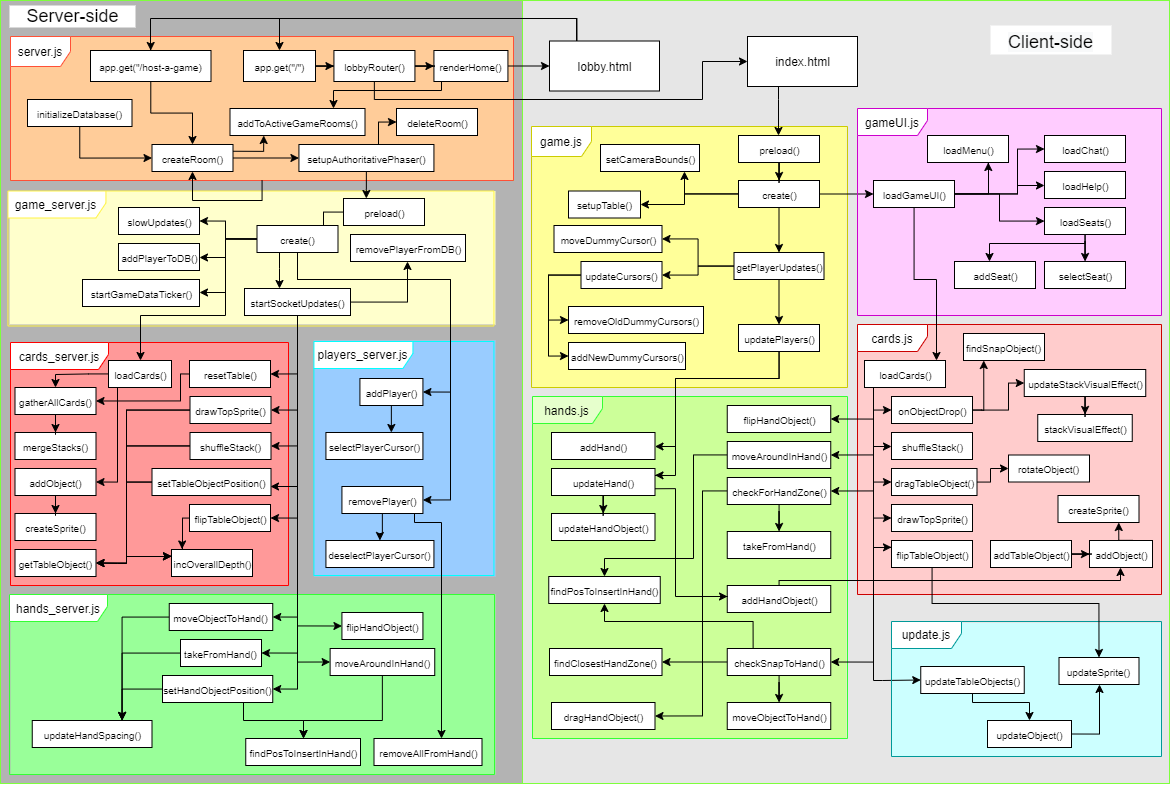 Server-side
server.js
app.get("/host-a-game)
app.get("/")
lobbyRouter()
renderHome()
initializeDatabase()
addToActiveGameRooms()
deleteRoom()
createRoom()
setupAuthoritativePhaser()
game_server.js
slowUpdates()
preload()
create()
addPlayerToDB()
removePlayerFromDB()
startGameDataTicker()
startSocketUpdates()
cards_server.js
loadCards()
resetTable()
gatherAllCards()
drawTopSprite()
mergeStacks()
shuffleStack()
addObject()
setTableObjectPosition()
createSprite()
flipTableObject()
getTableObject()
incOverallDepth()
players_server.js
addPlayer()
selectPlayerCursor()
removePlayer()
deselectPlayerCursor()
hands_server.js
moveObjectToHand()
flipHandObject()
takeFromHand()
moveAroundInHand()
setHandObjectPosition()
updateHandSpacing()
findPosToInsertInHand()
removeAllFromHand()
Client-side
lobby.html
index.html
game.js
preload()
setCameraBounds()
create()
setupTable()
moveDummyCursor()
getPlayerUpdates()
updateCursors()
removeOldDummyCursors()
updatePlayers()
addNewDummyCursors()
gameUI.js
loadMenu()
loadChat()
loadGameUI()
loadHelp()
loadSeats()
addSeat()
selectSeat()
cards.js
findSnapObject()
loadCards()
updateStackVisualEffect()
onObjectDrop()
stackVisualEffect()
shuffleStack()
rotateObject()
dragTableObject()
createSprite()
drawTopSprite()
flipTableObject()
addTableObject()
addObject()
hands.js
flipHandObject()
addHand()
moveAroundInHand()
updateHand()
checkForHandZone()
updateHandObject()
takeFromHand()
findPosToInsertInHand()
addHandObject()
findClosestHandZone()
checkSnapToHand()
dragHandObject()
moveObjectToHand()
update.js
updateTableObjects()
updateSprite()
updateObject()